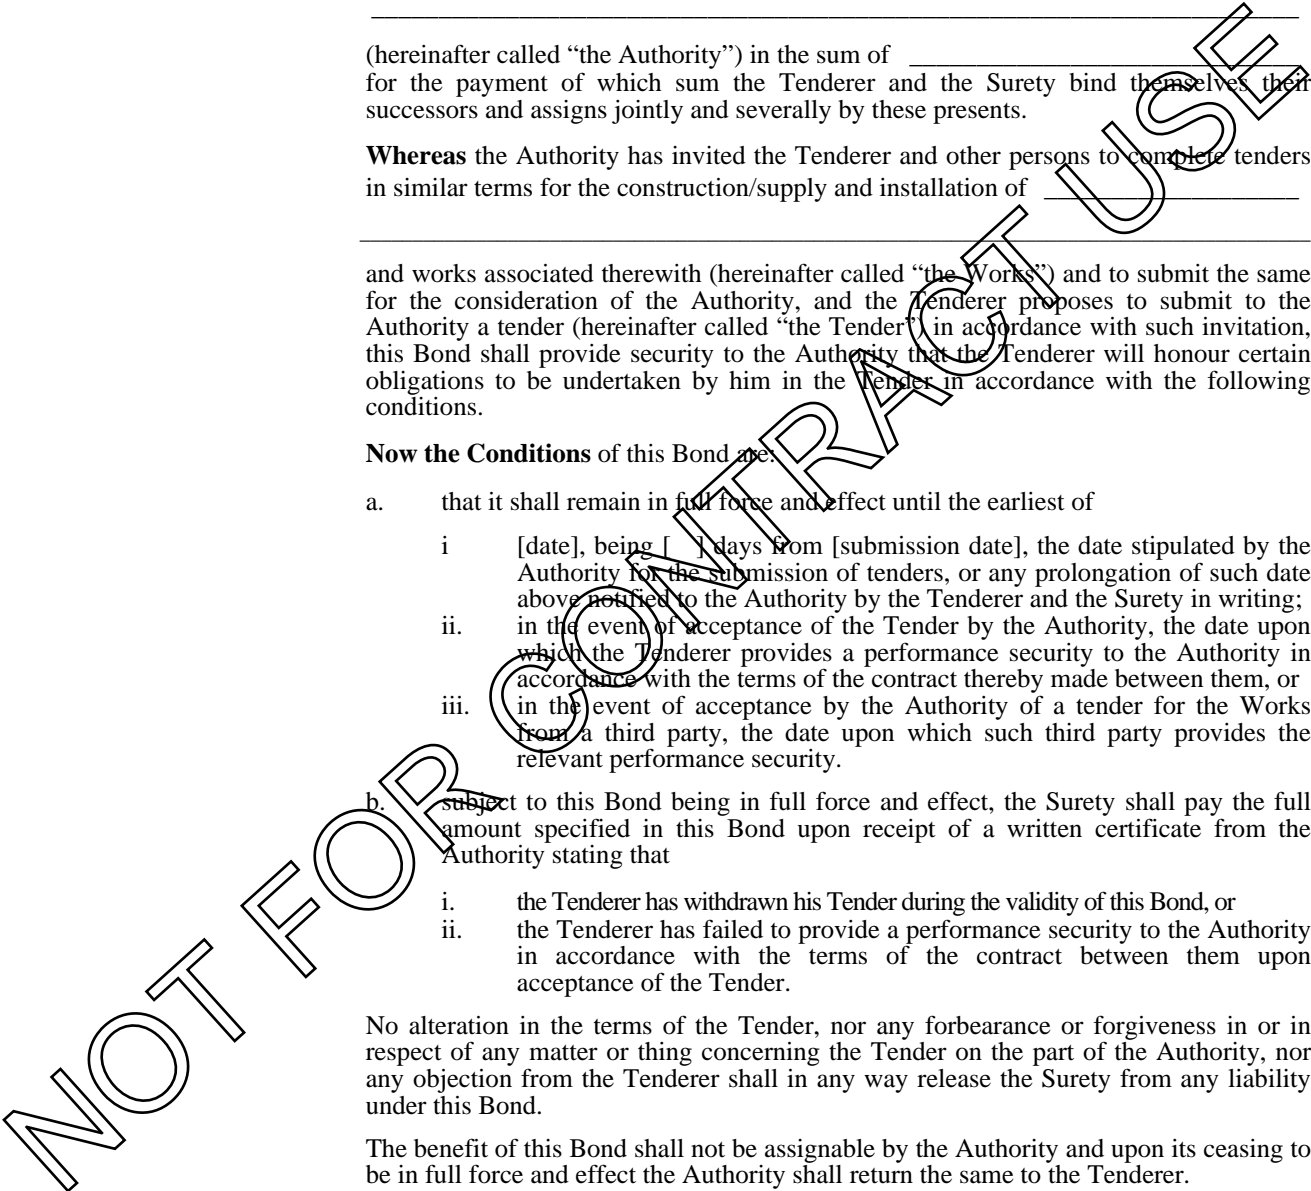 (hereinafter called “the Authority”) in the sum of
for the payment of which sum the Tenderer and the Surety bind themselves their
successors and assigns jointly and severally by these presents.
Whereas the Authority has invited the Tenderer and other persons to complete tenders
in similar terms for the construction/supply and installation of
and works associated therewith (hereinafter called “the Works”) and to submit the same
for the consideration of the Authority, and the Tenderer proposes to submit to the
Authority a tender (hereinafter called “the Tender”) in accordance with such invitation,
this Bond shall provide security to the Authority that the Tenderer will honour certain
obligations to be undertaken by him in the Tender in accordance with the following
conditions.
Now the Conditions of this Bond are:
a. that it shall remain in full force and effect until the earliest of
i [date], being [ ] days from [submission date], the date stipulated by the
Authority for the submission of tenders, or any prolongation of such date
above notified to the Authority by the Tenderer and the Surety in writing;
ii. in the event of acceptance of the Tender by the Authority, the date upon
which the Tenderer provides a performance security to the Authority in
accordance with the terms of the contract thereby made between them, or
iii. in the event of acceptance by the Authority of a tender for the Works
from a third party, the date upon which such third party provides the
relevant performance security.
b. subject to this Bond being in full force and effect, the Surety shall pay the full
amount specified in this Bond upon receipt of a written certificate from the
Authority stating that
i. the Tenderer has withdrawn his Tender during the validity of this Bond, or
ii. the Tenderer has failed to provide a performance security to the Authority
in accordance with the terms of the contract between them upon
acceptance of the Tender.
No alteration in the terms of the Tender, nor any forbearance or forgiveness in or in
respect of any matter or thing concerning the Tender on the part of the Authority, nor
any objection from the Tenderer shall in any way release the Surety from any liability
under this Bond.
The benefit of this Bond shall not be assignable by the Authority and upon its ceasing to
be in full force and effect the Authority shall return the same to the Tenderer.
NOT FOR CONTRACT USE